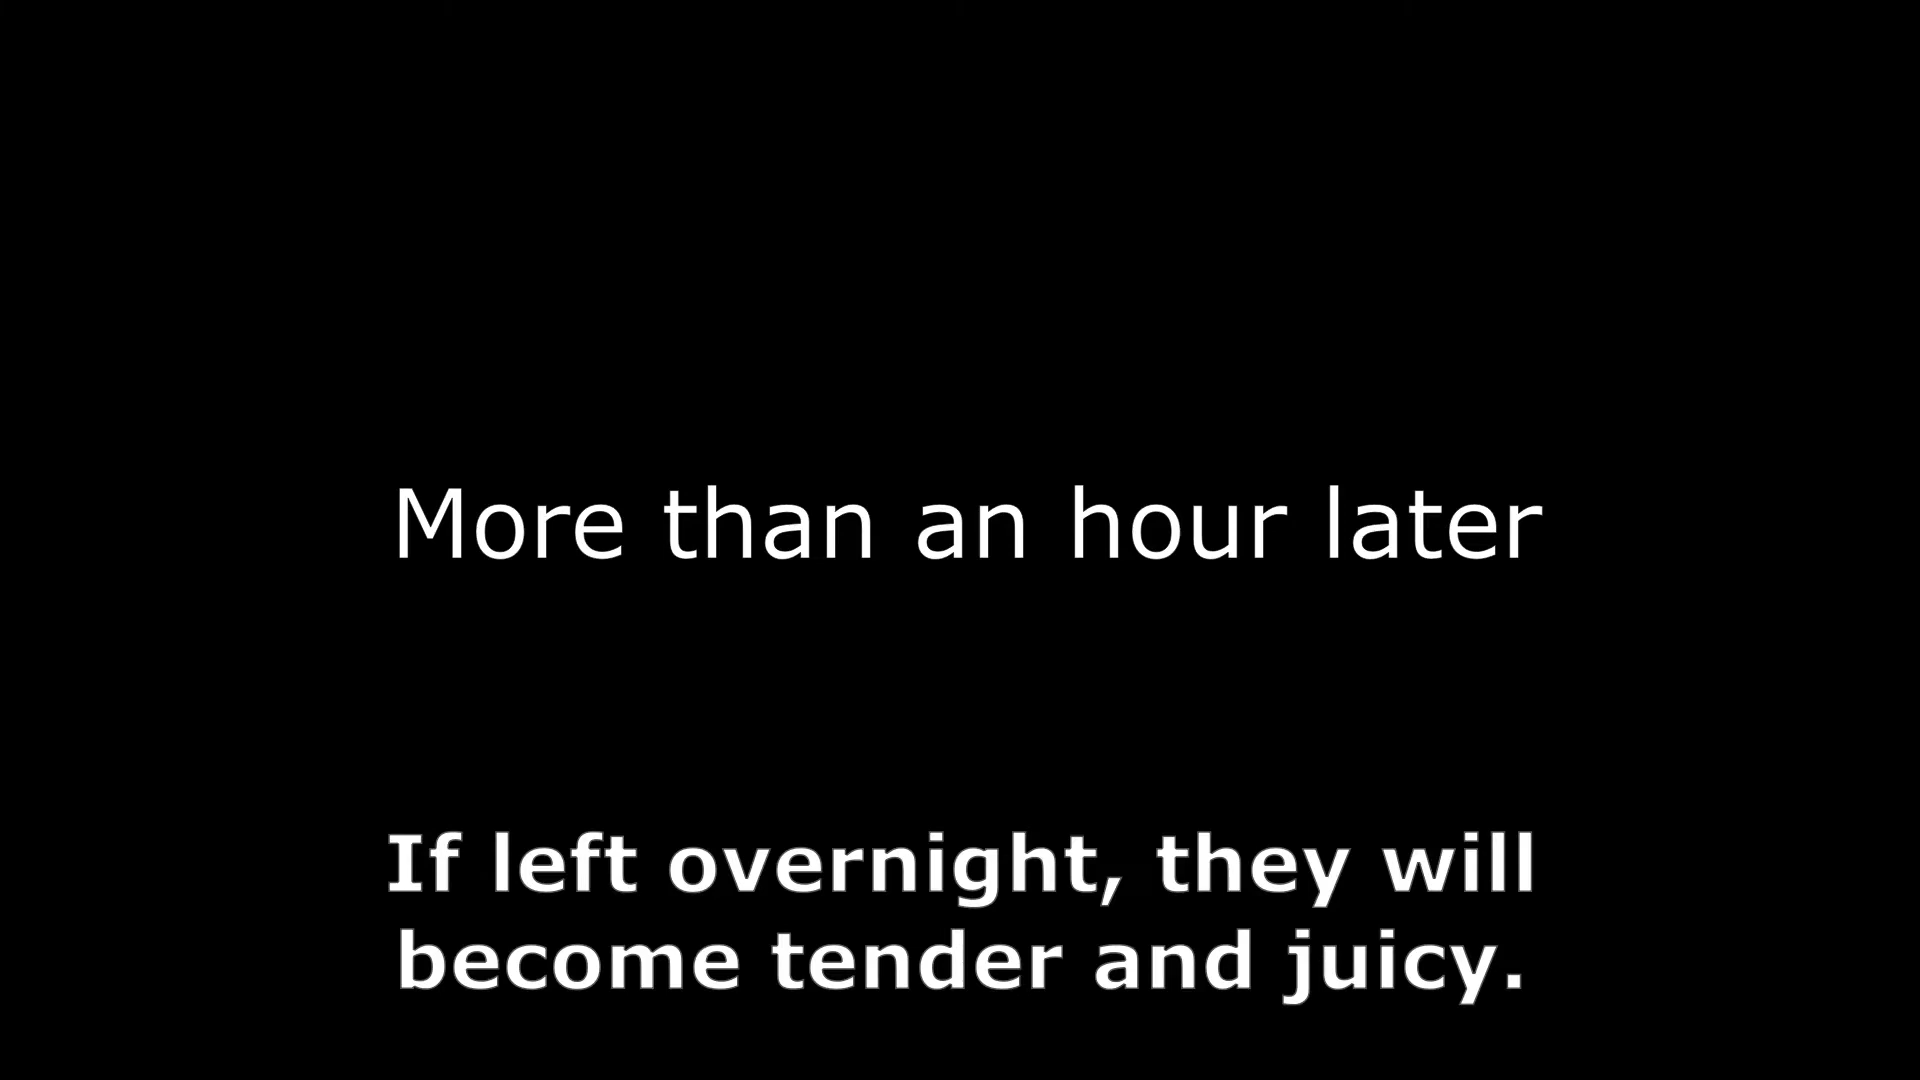 More than an hour later
If left overnight, they will
become tender and juicy.